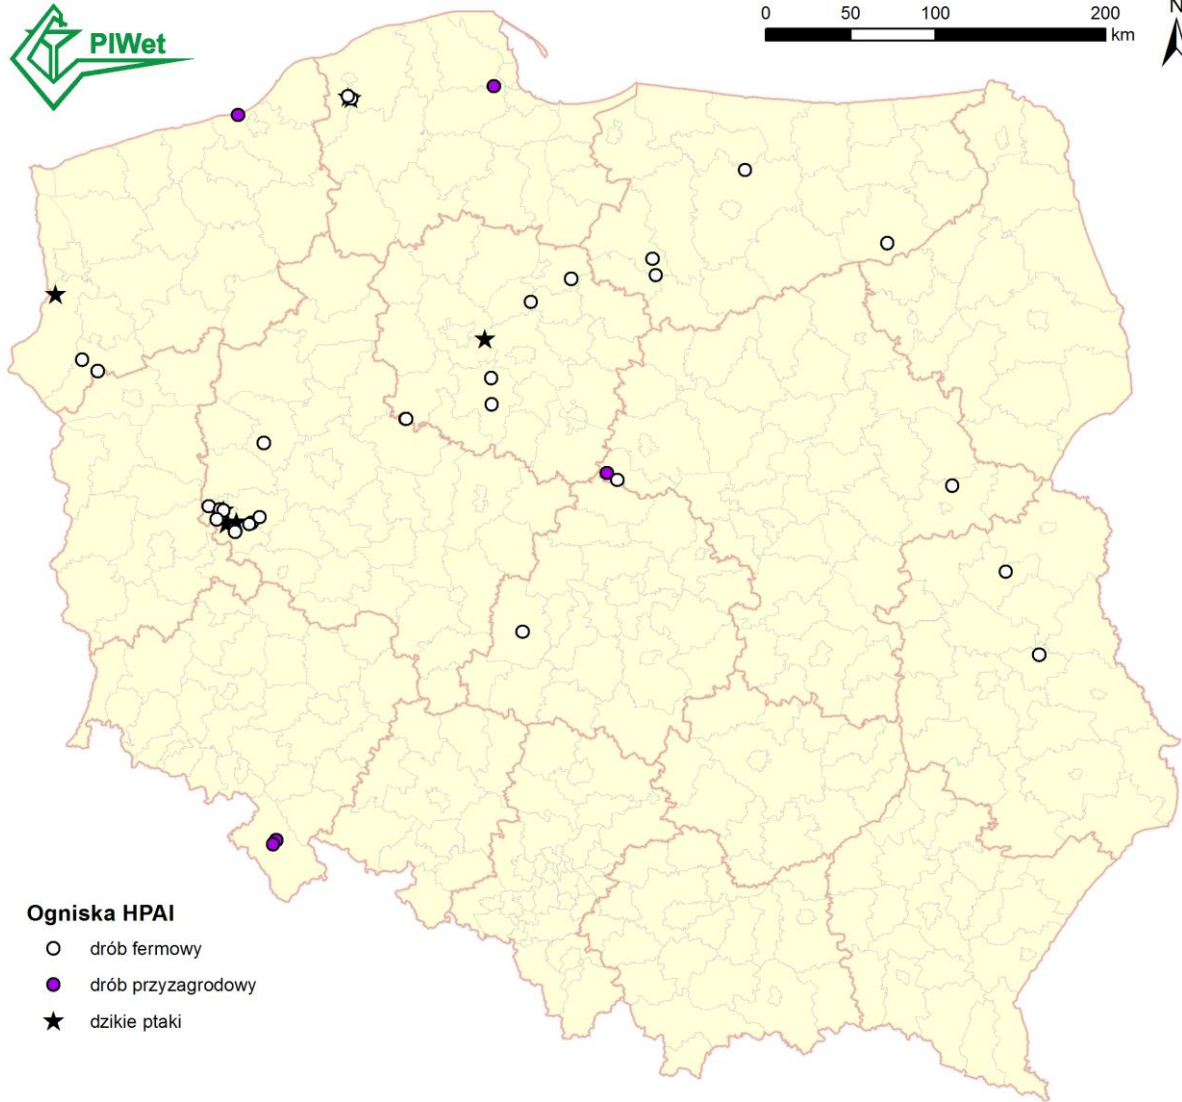 PIWet
0 50 100 200
km
N
Ogniska HPAI
drób fermowy
drób przyzagrodowy
dzikie ptaki